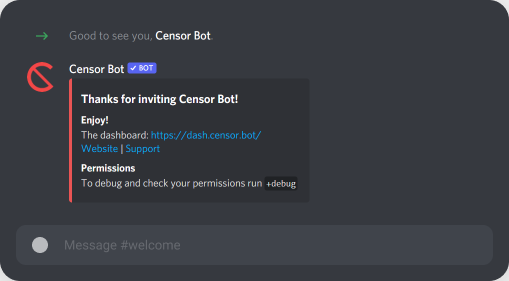 Good to see you, Censor Bot.
Censor Bot ✓ BOT
Thanks for inviting Censor Bot!
Enjoy!
The dashboard: https://dash.censor.bot/
Website | Support
Permissions
To debug and check your permissions run +debug
Message #welcome